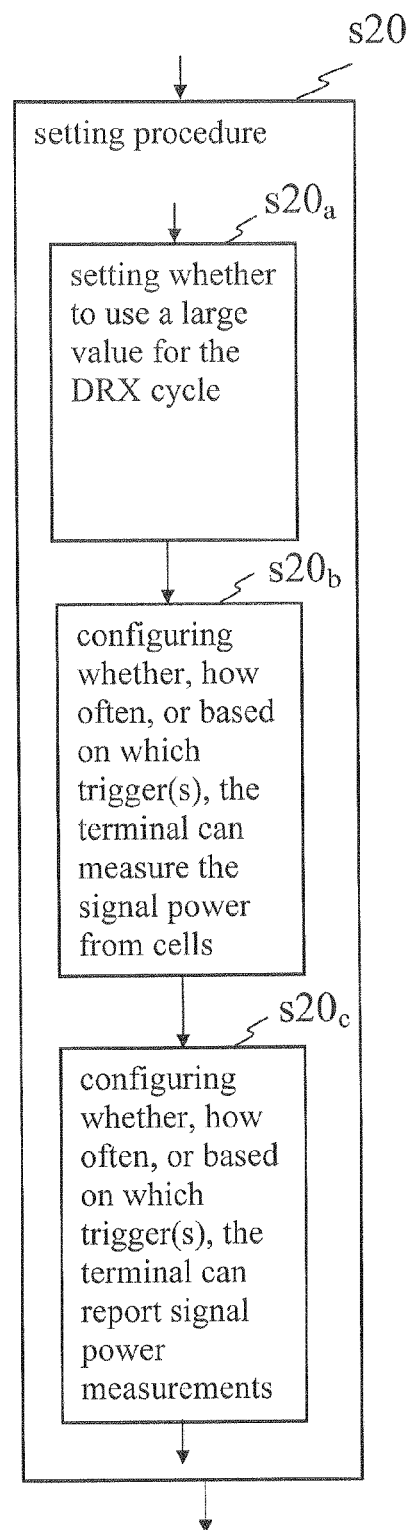 s20
setting procedure
s20a
setting whether
to use a large
value for the
DRX cycle
s20b
configuring
whether, how
often, or based
on which
trigger(s), the
terminal can
measure the
signal power
from cells
s20c
configuring
whether, how
often, or based
on which
trigger(s), the
terminal can
report signal
power
measurements